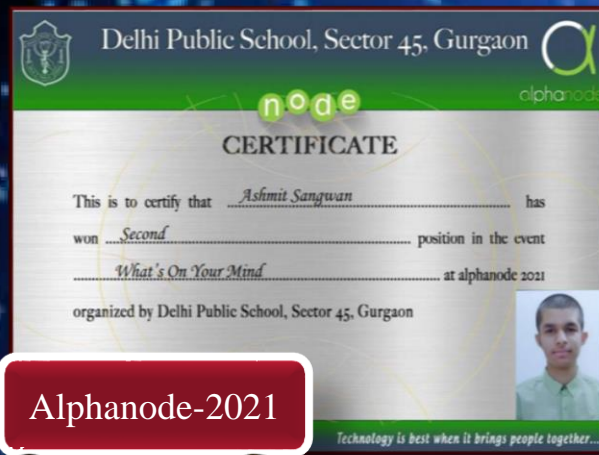 Delhi Public School, Sector 45, Gurgaon
alphanode
node
CERTIFICATE
This is to certify that Ashmit Sangwan has
won Second position in the event
What's On Your Mind at alphanode 2021
organized by Delhi Public School, Sector 45, Gurgaon
Alphanode-2021
Technology is best when it brings people together...